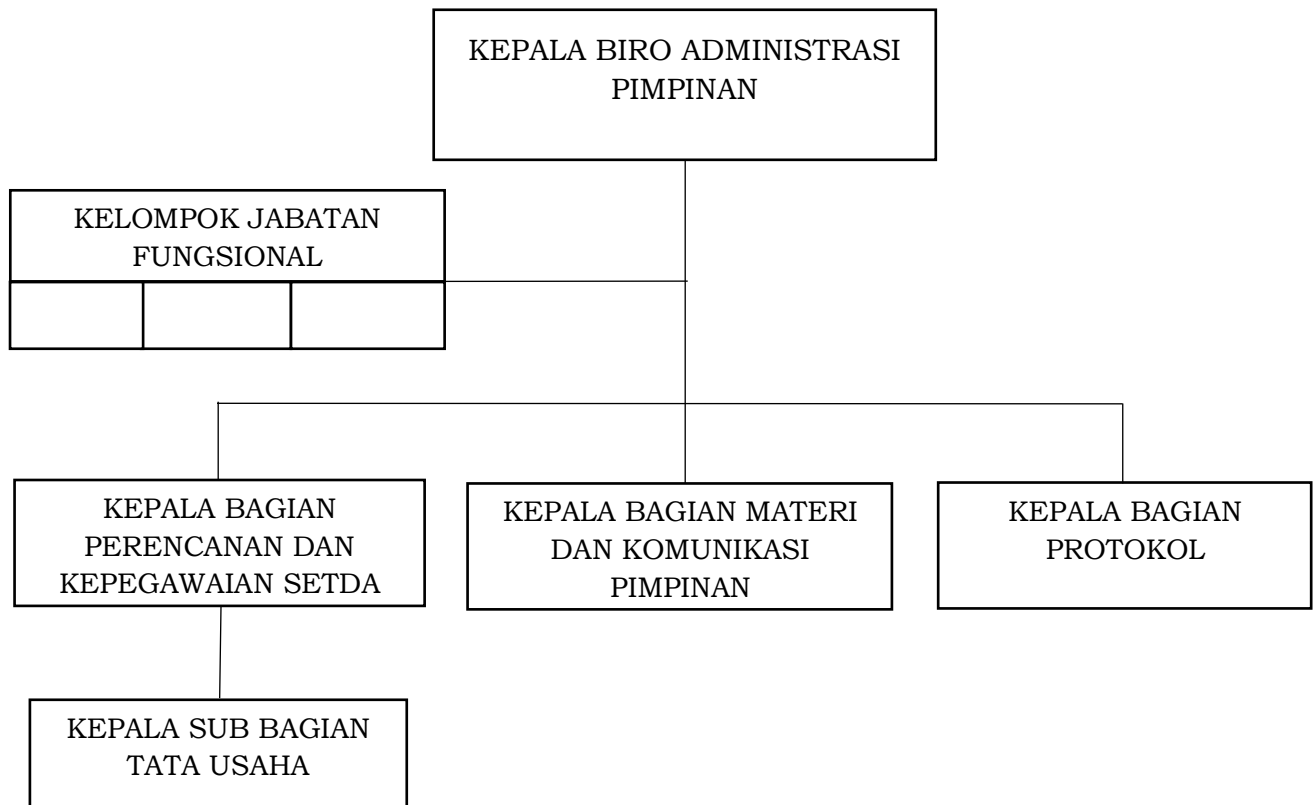 KEPALA BIRO ADMINISTRASI
PIMPINAN
KELOMPOK JABATAN
FUNGSIONAL
KEPALA BAGIAN
PERENCANAN DAN
KEPEGAWAIAN SETDA
KEPALA BAGIAN MATERI
DAN KOMUNIKASI
PIMPINAN
KEPALA BAGIAN
PROTOKOL
KEPALA SUB BAGIAN
TATA USAHA